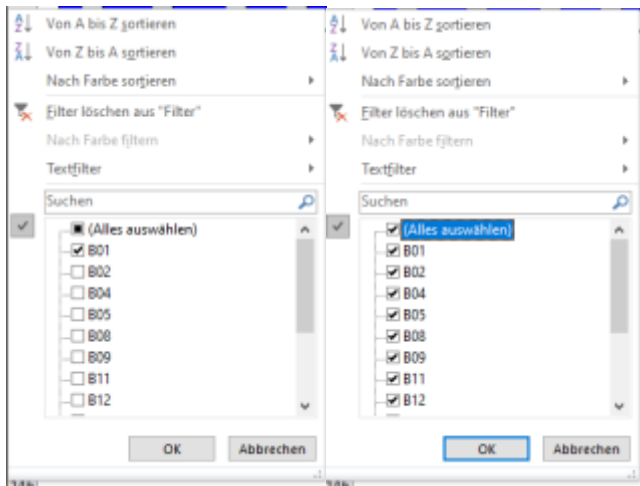 Von A bis Z sortieren
Von Z bis A sortieren
Nach Farbe sortieren
Filter löschen aus "Filter"
Nach Farbe filtern
Textfilter
Suchen
(Alles auswählen)
B01
B02
B04
B05
B08
B09
B11
B12
OK Abbrechen
Von A bis Z sortieren
Von Z bis A sortieren
Nach Farbe sortieren
Filter löschen aus "Filter"
Nach Farbe filtern
Textfilter
Suchen
(Alles auswählen)
B01
B02
B04
B05
B08
B09
B11
B12
OK Abbrechen